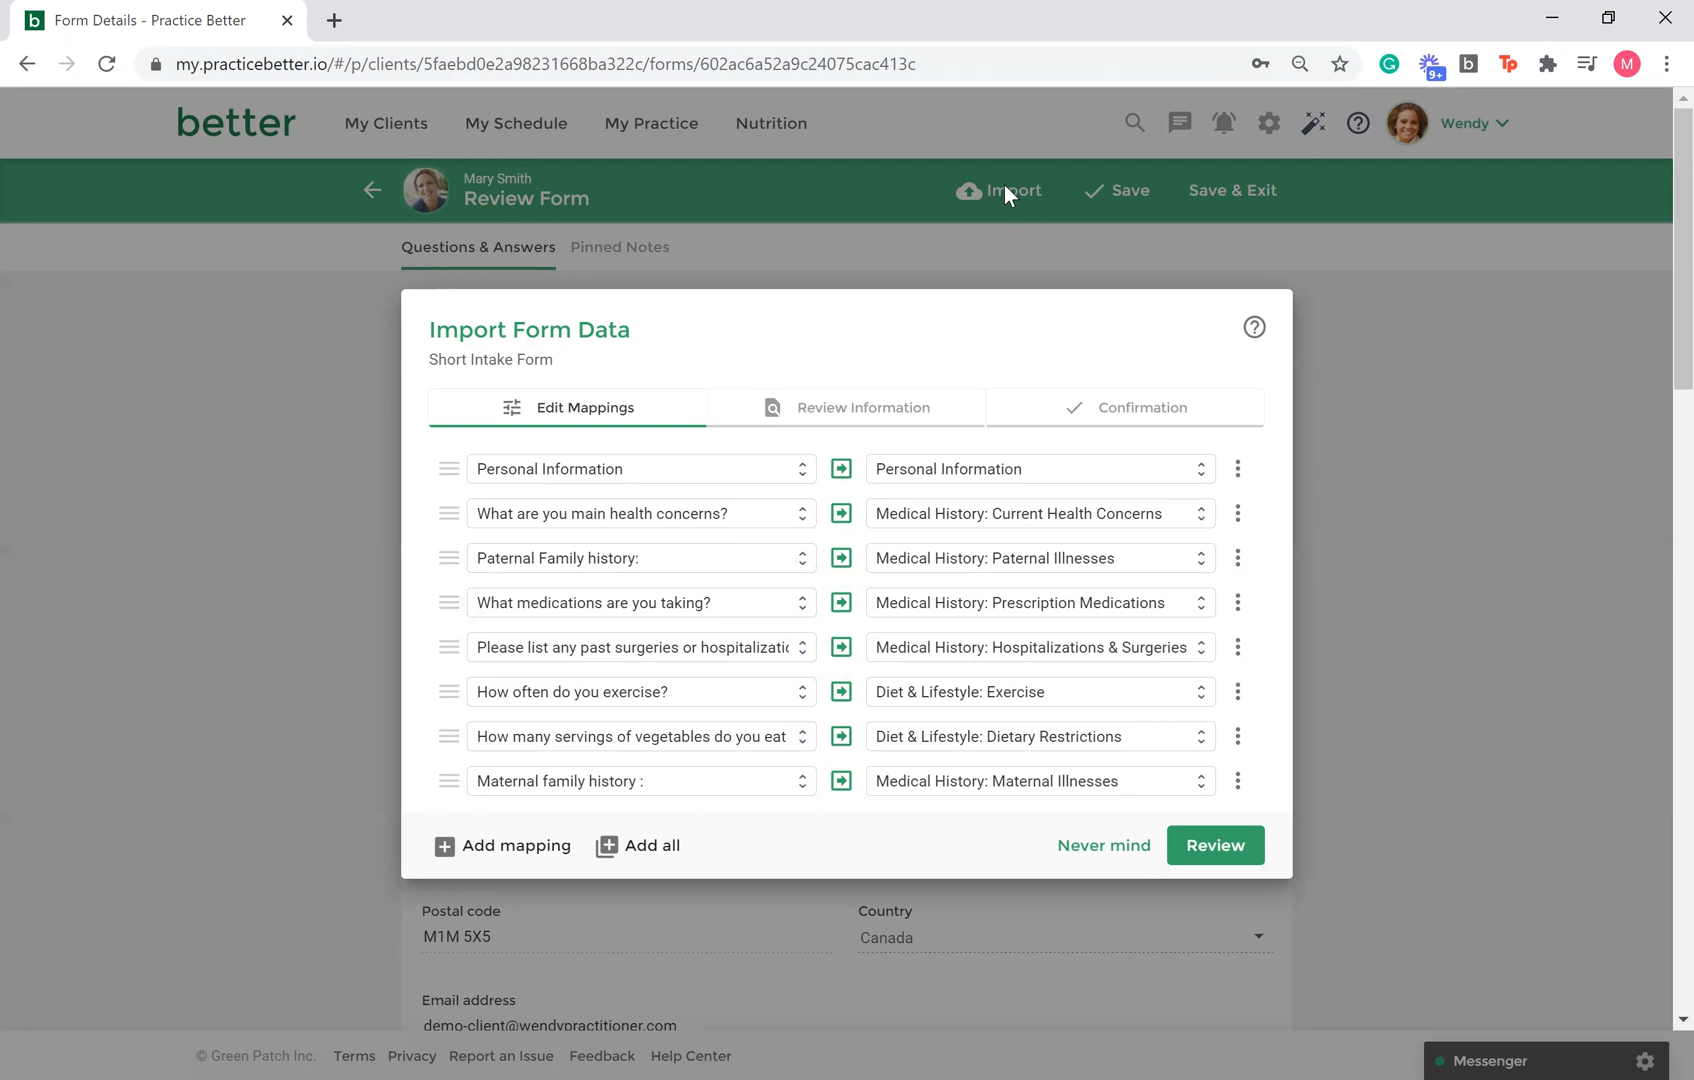 b Form Details - Practice Better
my.practicebetter.io/#/p/clients/5faebd0e2a98231668ba322c/forms/602ac6a52a9c24075cac413c
9+
b
Tp
M
better My Clients My Schedule My Practice Nutrition Wendy
Mary Smith
Review Form
Import Save Save & Exit
Questions & Answers Pinned Notes
Import Form Data
Short Intake Form
Edit Mappings Review Information Confirmation
Personal Information Personal Information
What are you main health concerns? Medical History: Current Health Concerns
Paternal Family history: Medical History: Paternal Illnesses
What medications are you taking? Medical History: Prescription Medications
Please list any past surgeries or hospitalizatic Medical History: Hospitalizations & Surgeries
How often do you exercise? Diet & Lifestyle: Exercise
How many servings of vegetables do you eat Diet & Lifestyle: Dietary Restrictions
Maternal family history : Medical History: Maternal Illnesses
Add mapping Add all Never mind Review
Postal code Country
M1M 5X5 Canada
Email address
demo-client@wendypractitioner.com
© Green Patch Inc. Terms Privacy Report an Issue Feedback Help Center
Messenger